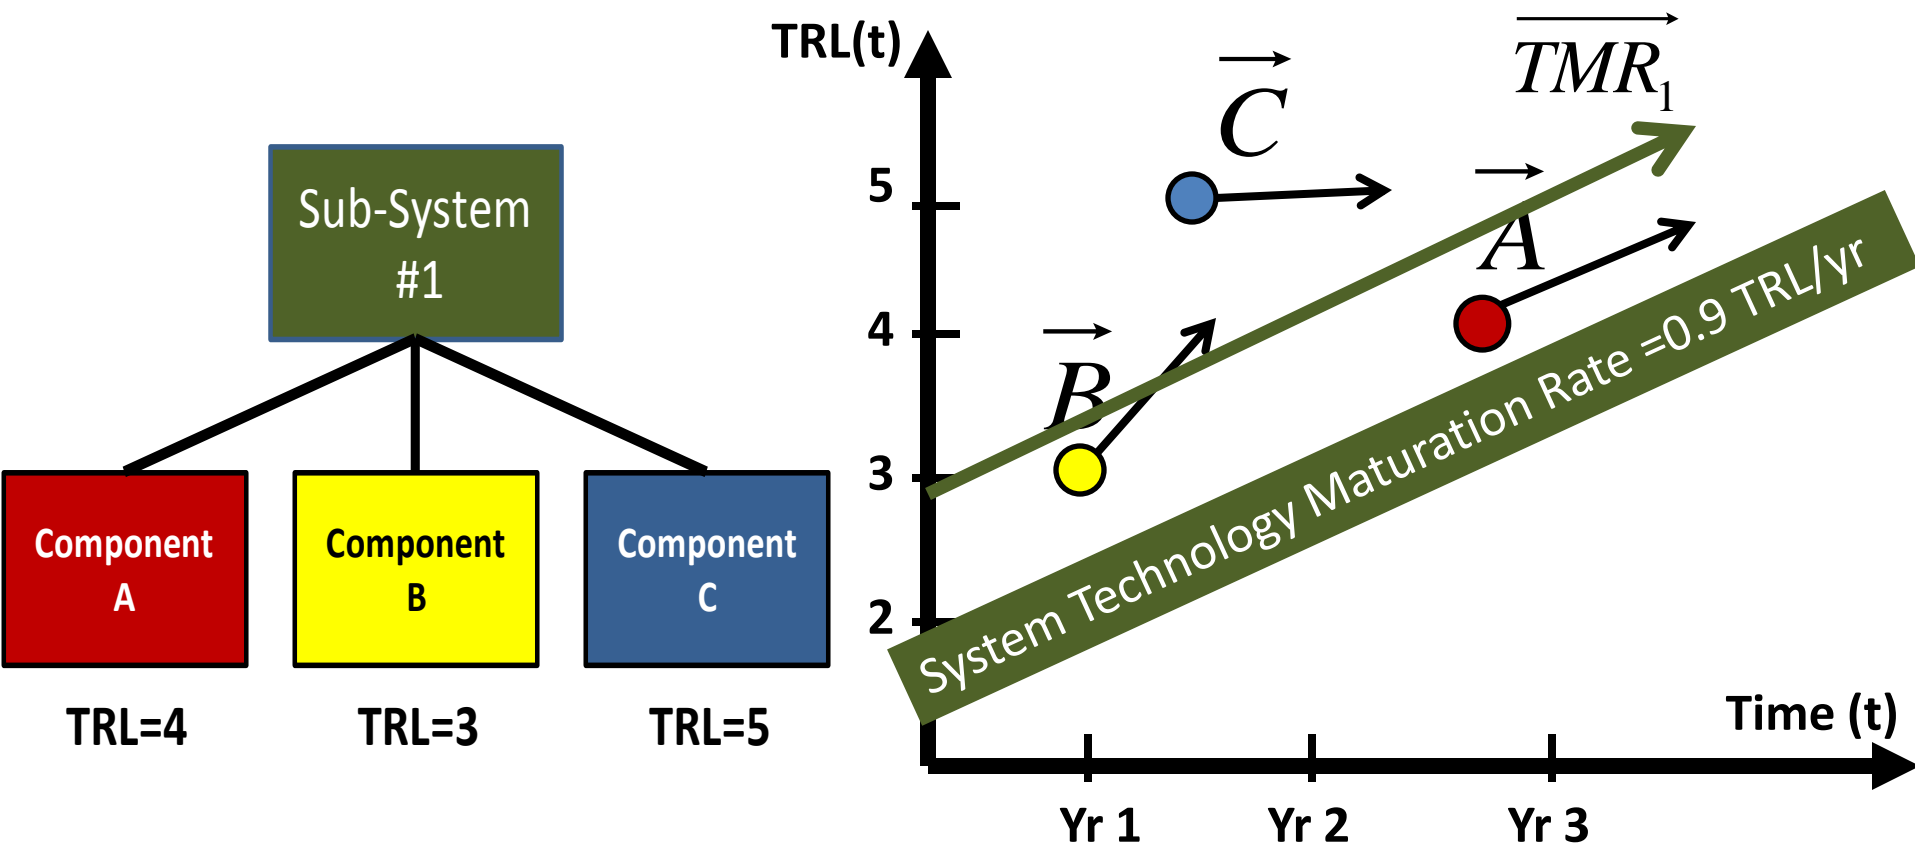 Sub-System
#1
Component
A
Component
B
Component
C
TRL=4
TRL=3
TRL=5
TRL(t)
5
4
3
2
C
TMR1
A
B
System Technology Maturation Rate =0.9 TRL/yr
Time (t)
Yr 1
Yr 2
Yr 3